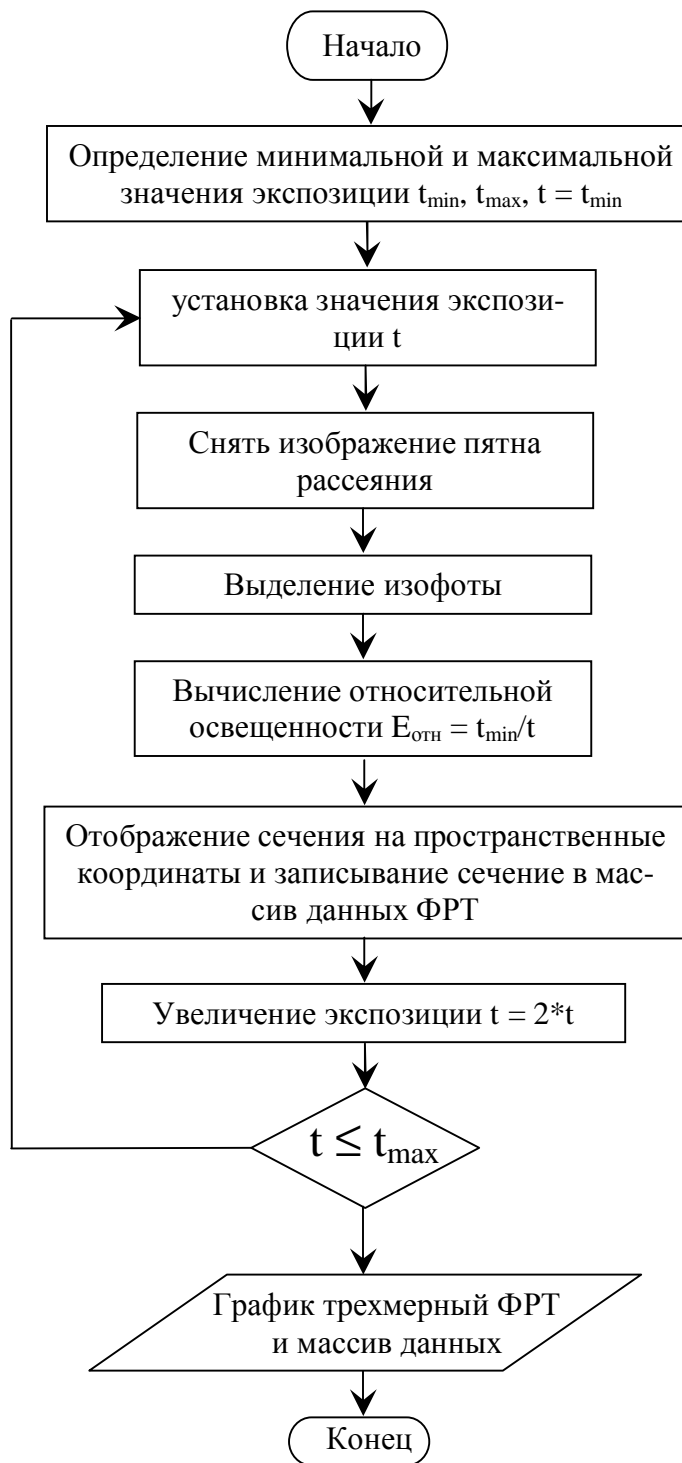 Начало
Определение минимальной и максимальной
значения экспозиции tmin, tmax, t = tmin
установка значения экспози-
ции t
Снять изображение пятна
рассеяния
Выделение изофоты
Вычисление относительной
освещенности Eотн = tmin/t
Отображение сечения на пространственные
координаты и записывание сечение в мас-
сив данных ФРТ
Увеличение экспозиции t = 2*t
t ≤ tmax
График трехмерный ФРТ
и массив данных
Конец